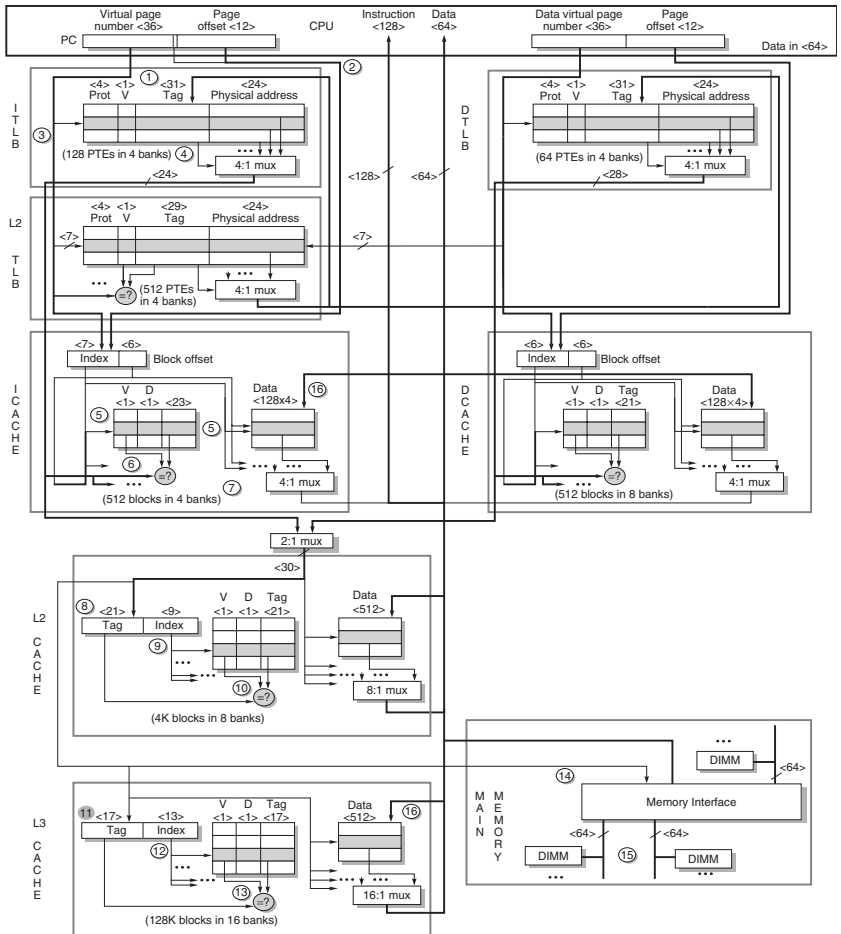 Virtual page number <36>
Page offset <12>
CPU
Instruction <128>
Data <64>
Data virtual page number <36>
Page offset <12>
PC
Data in <64>
1
2
I T L B
<4> <1> <31> <24>
Prot V Tag Physical address
3
(128 PTEs in 4 banks)
4
4:1 mux
<24>
<128>
<64>
D T L B
<4> <1> <31> <24>
Prot V Tag Physical address
(64 PTEs in 4 banks)
4:1 mux
<28>
L2 T L B
<4> <1> <29> <24>
Prot V Tag Physical address
<7>
<7>
=?
(512 PTEs in 4 banks)
4:1 mux
I C A C H E
<7> <6>
Index Block offset
V D
<1> <1> <23>
5
5
Data <128x4>
16
6
=?
7
4:1 mux
(512 blocks in 4 banks)
D C A C H E
<6> <6>
Index Block offset
V D Tag
<1> <1> <21>
Data <128×4>
=?
4:1 mux
(512 blocks in 8 banks)
2:1 mux
<30>
L2 C A C H E
8
<21> <9>
Tag Index
V D Tag
<1> <1> <21>
Data <512>
9
10
=?
8:1 mux
(4K blocks in 8 banks)
L3 C A C H E
11
<17> <13>
Tag Index
V D Tag
<1> <1> <17>
Data <512>
16
12
13
=?
16:1 mux
(128K blocks in 16 banks)
M A I N M E M O R Y
DIMM
<64>
14
Memory Interface
<64>
<64>
DIMM
15
DIMM